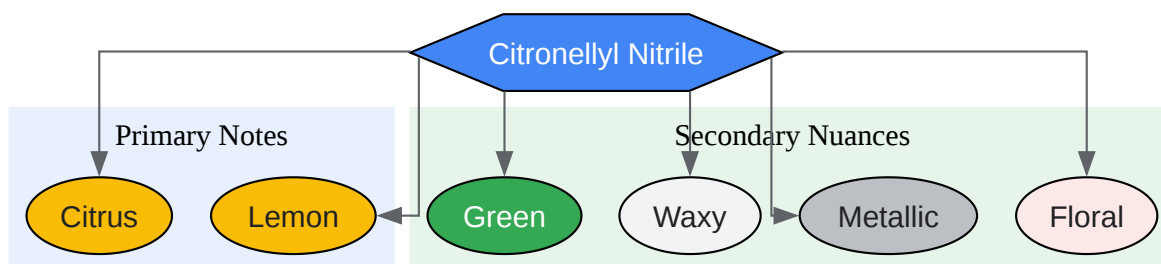 Citronellyl Nitrile
Primary Notes
Secondary Nuances
Citrus
Lemon
Green
Waxy
Metallic
Floral